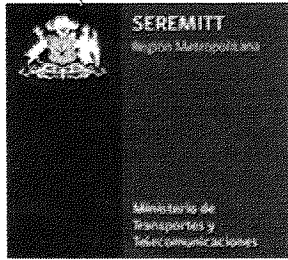 SEREMITT
Región Metropolitana
Ministerio de
Transportes y
Telecomunicaciones